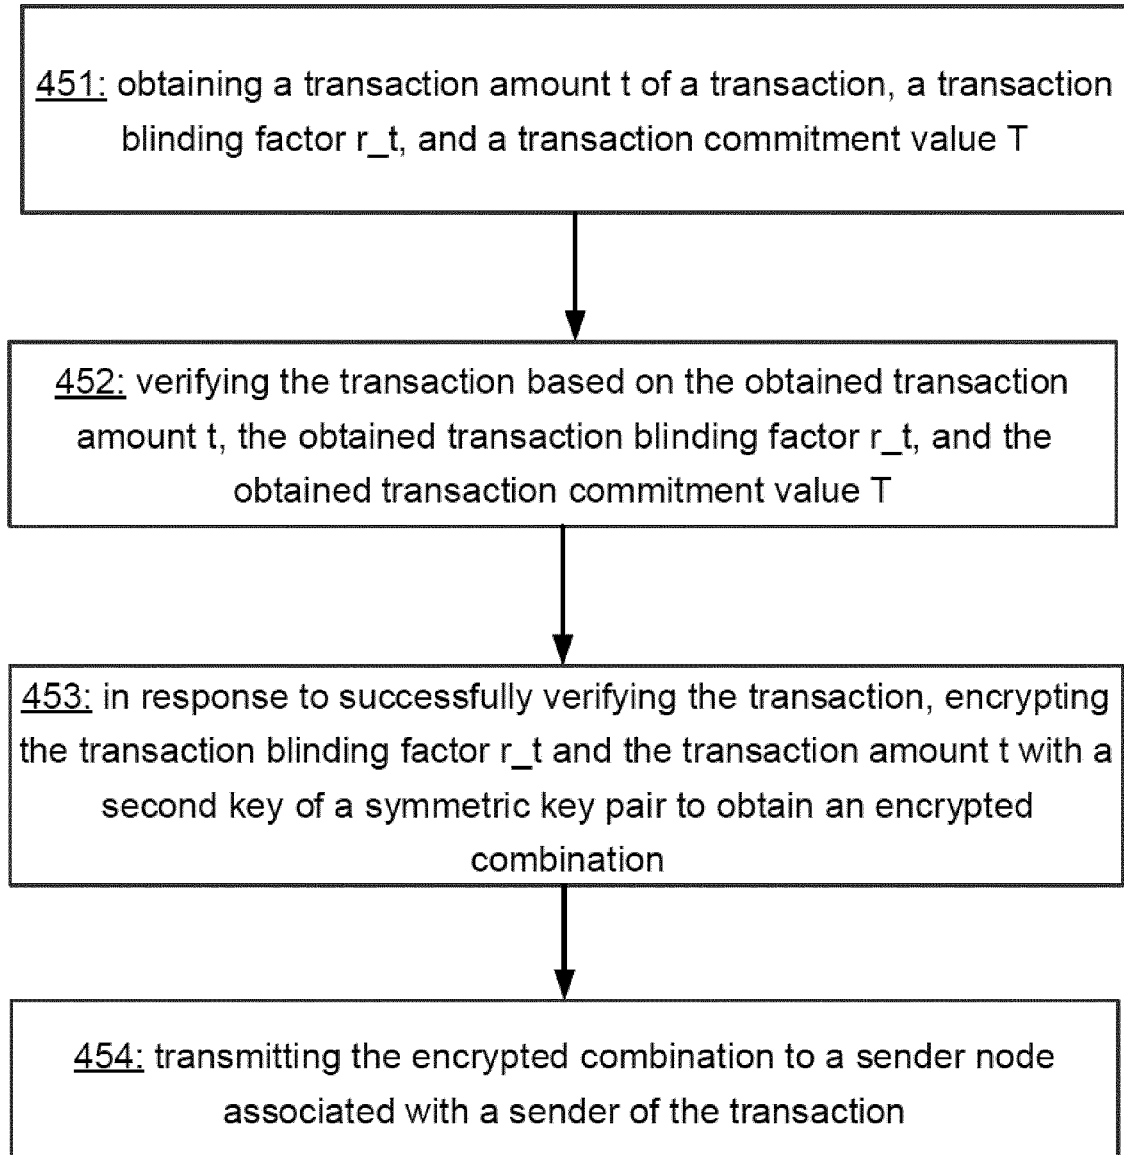 451: obtaining a transaction amount t of a transaction, a transaction
blinding factor r_t, and a transaction commitment value T
452: verifying the transaction based on the obtained transaction
amount t, the obtained transaction blinding factor r_t, and the
obtained transaction commitment value T
453: in response to successfully verifying the transaction, encrypting
the transaction blinding factor r_t and the transaction amount t with a
second key of a symmetric key pair to obtain an encrypted
combination
454: transmitting the encrypted combination to a sender node
associated with a sender of the transaction